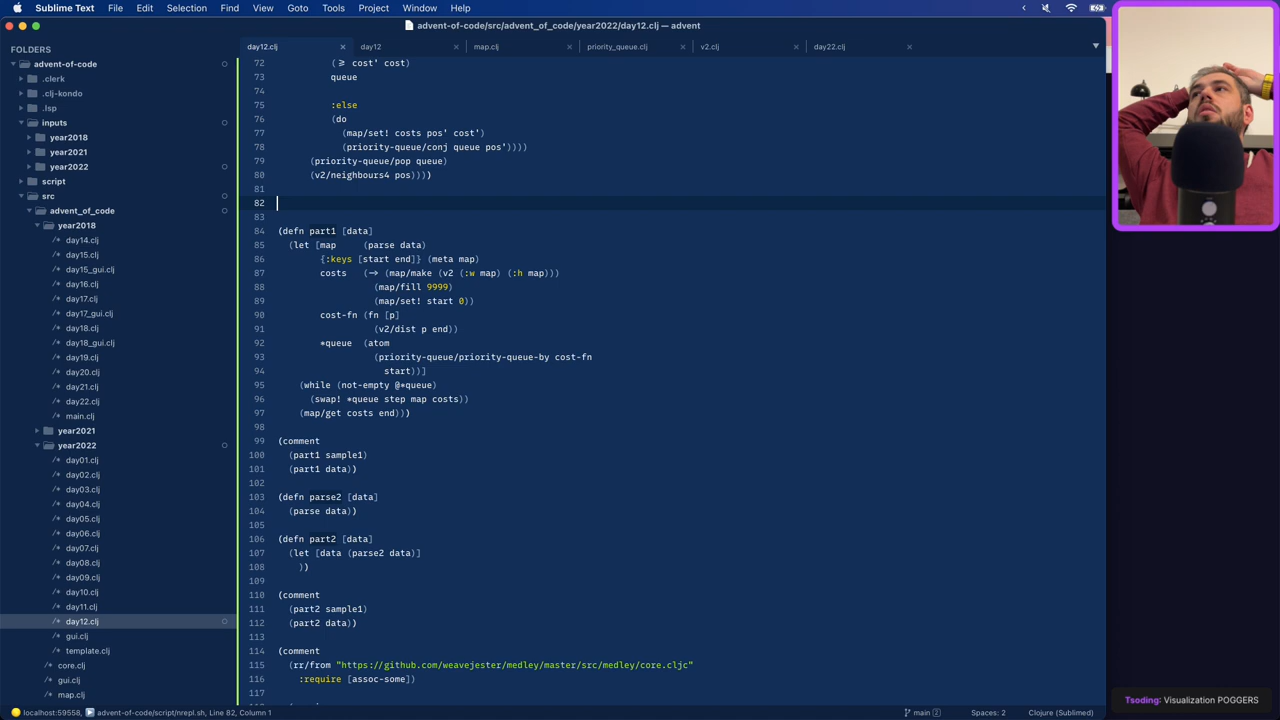 Sublime Text File Edit Selection Find View Goto Tools Project Window Help
advent-of-code/src/advent_of_code/year2022/day12.clj — advent
FOLDERS
advent-of-code
.clerk
.clj-kondo
.lsp
inputs
year2018
year2021
year2022
script
src
advent_of_code
year2018
/* day14.clj
/* day15.clj
/* day15_gui.clj
/* day16.clj
/* day17.clj
/* day17_gui.clj
/* day18.clj
/* day18_gui.clj
/* day19.clj
/* day20.clj
/* day21.clj
/* day22.clj
/* main.clj
year2021
year2022
/* day01.clj
/* day02.clj
/* day03.clj
/* day04.clj
/* day05.clj
/* day06.clj
/* day07.clj
/* day08.clj
/* day09.clj
/* day10.clj
/* day11.clj
/* day12.clj
/* gui.clj
/* template.clj
/* core.clj
/* gui.clj
/* map.clj
day12.clj day12 map.clj priority_queue.clj v2.clj day22.clj
72 (>= cost' cost)
73 queue
74
75 :else
76 (do
77 (map/set! costs pos' cost')
78 (priority-queue/conj queue pos'))))
79 (priority-queue/pop queue)
80 (v2/neighbours4 pos))))
81
82
83
84 (defn part1 [data]
85 (let [map (parse data)
86 {:keys [start end]} (meta map)
87 costs (-> (map/make (v2 (:w map) (:h map)))
88 (map/fill 9999)
89 (map/set! start 0))
90 cost-fn (fn [p]
91 (v2/dist p end))
92 *queue (atom
93 (priority-queue/priority-queue-by cost-fn
94 start))]
95 (while (not-empty @*queue)
96 (swap! *queue step map costs))
97 (map/get costs end)))
98
99 (comment
100 (part1 sample1)
101 (part1 data))
102
103 (defn parse2 [data]
104 (parse data))
105
106 (defn part2 [data]
107 (let [data (parse2 data)]
108 ))
109
110 (comment
111 (part2 sample1)
112 (part2 data))
113
114 (comment
115 (rr/from "https://github.com/weavejester/medley/master/src/medley/core.cljc"
116 :require [assoc-some])
117
Tsoding: Visualization POGGERS
localhost:59558, advent-of-code/script/nrepl.sh, Line 82, Column 1 main 2 Spaces: 2 Clojure (Sublimed)